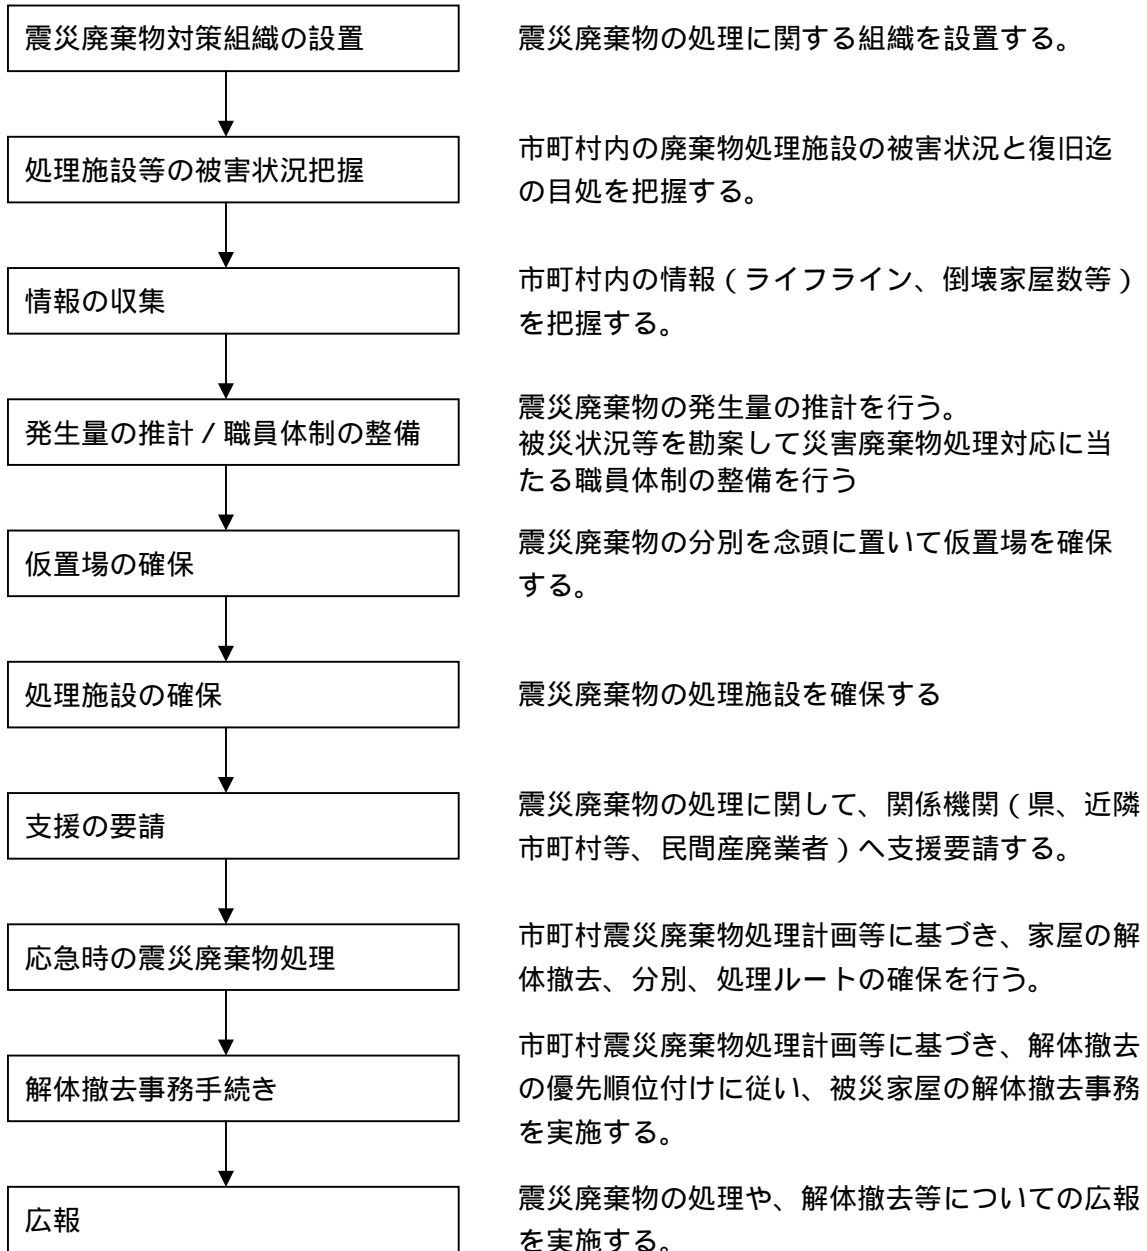 震災廃棄物対策組織の設置
震災廃棄物の処理に関する組織を設置する。
処理施設等の被害状況把握
市町村内の廃棄物処理施設の被害状況と復旧迄
の目処を把握する。
情報の収集
市町村内の情報（ライフライン、倒壊家屋数等）
を把握する。
発生量の推計／職員体制の整備
震災廃棄物の発生量の推計を行う。
被災状況等を勘案して災害廃棄物処理対応に当
たる職員体制の整備を行う
仮置場の確保
震災廃棄物の分別を念頭に置いて仮置場を確保
する。
処理施設の確保
震災廃棄物の処理施設を確保する
支援の要請
震災廃棄物の処理に関して、関係機関（県、近隣
市町村等、民間産廃業者）へ支援要請する。
応急時の震災廃棄物処理
市町村震災廃棄物処理計画等に基づき、家屋の解
体撤去、分別、処理ルートの確保を行う。
解体撤去事務手続き
市町村震災廃棄物処理計画等に基づき、解体撤去
の優先順位付けに従い、被災家屋の解体撤去事務
を実施する。
広報
震災廃棄物の処理や、解体撤去等についての広報
を実施する。